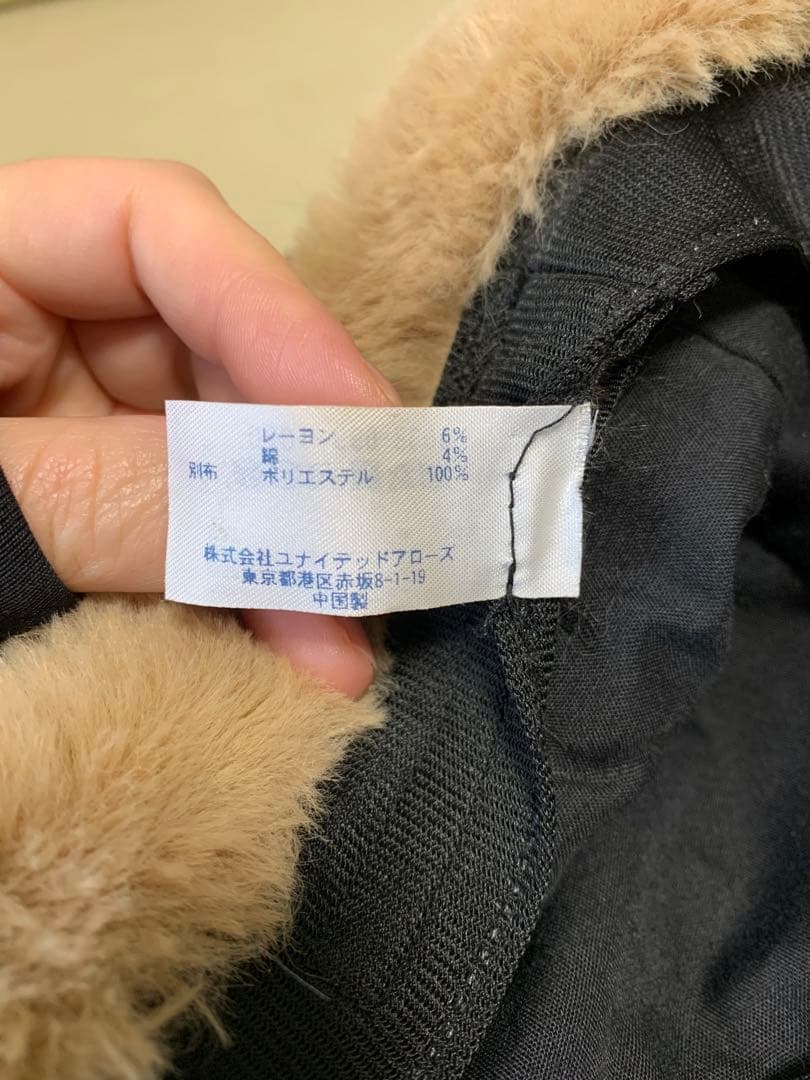 レーヨン 6%
綿 4%
別布 ポリエステル 100%
株式会社ユナイテッドアローズ
東京都港区赤坂8-1-19
中国製